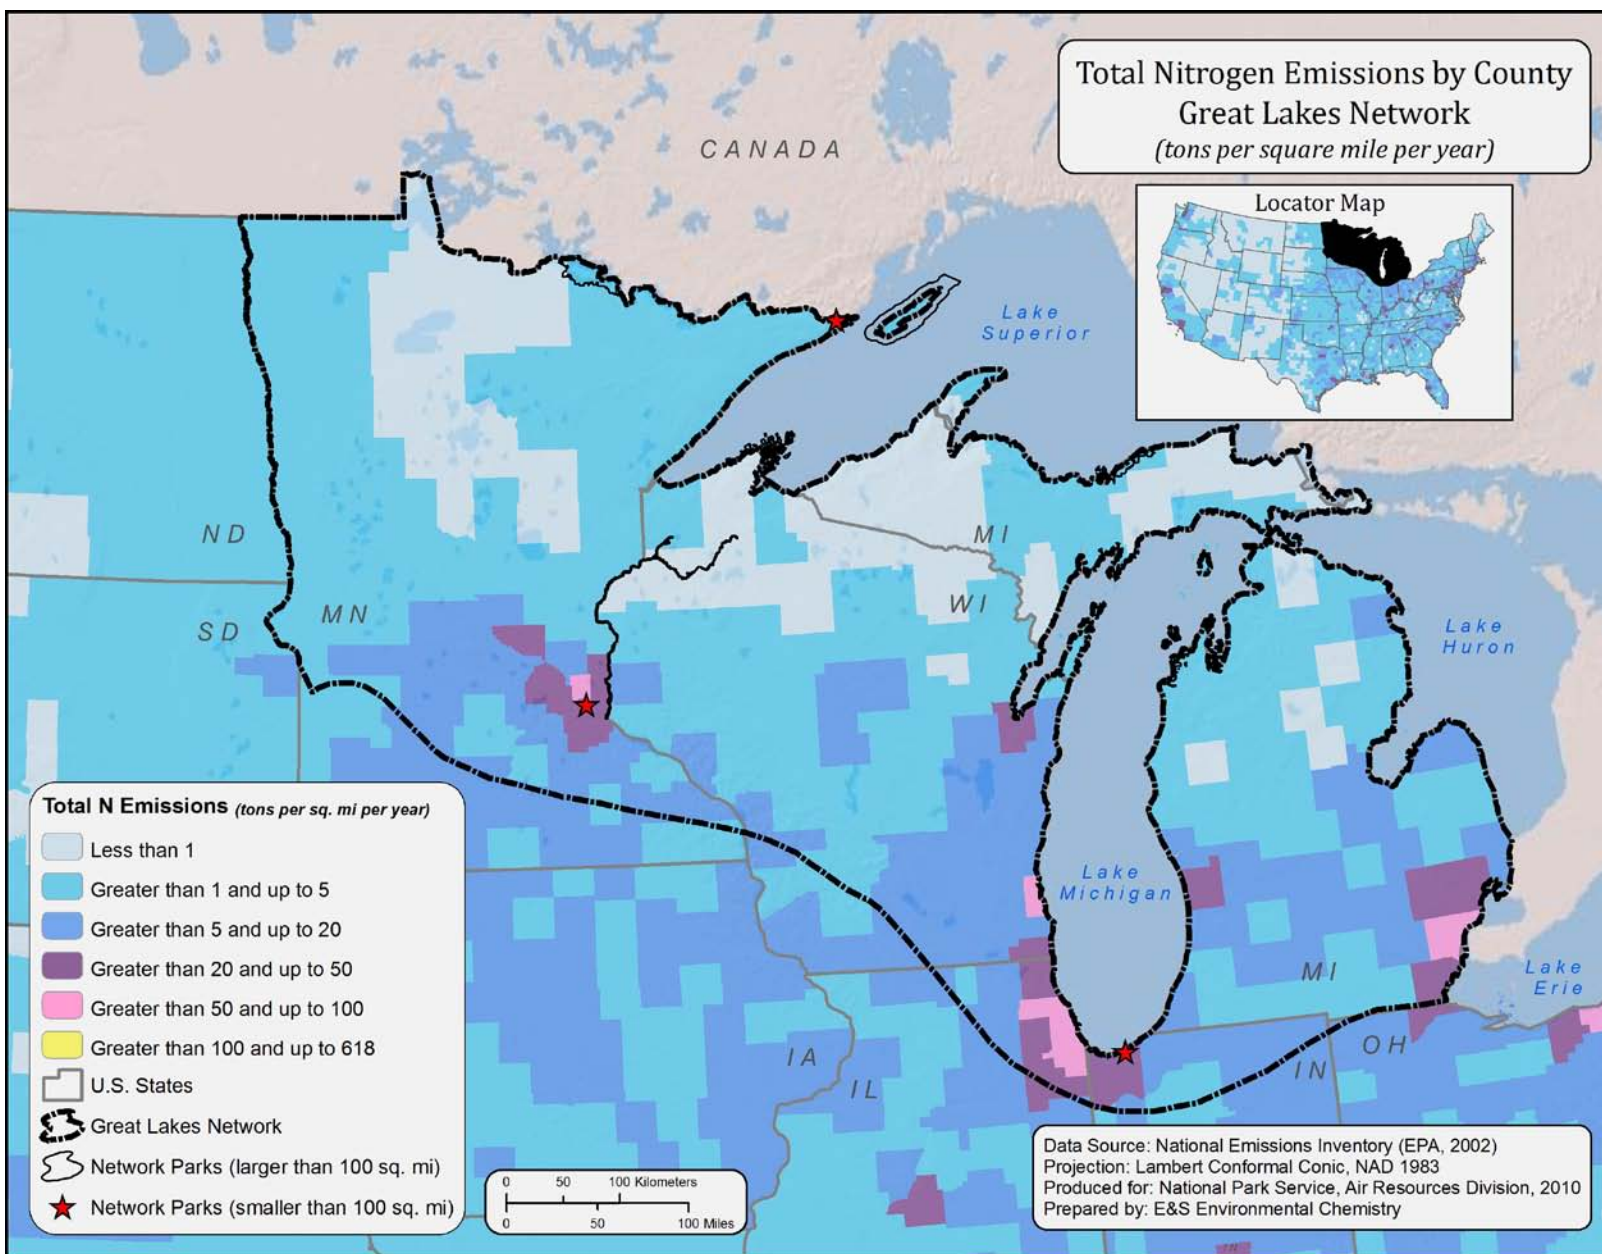 Total Nitrogen Emissions by County
Great Lakes Network
(tons per square mile per year)
CANADA
Locator Map
Lake
Superior
ND
MN
SD
MI
WI
Lake
Huron
Lake
Michigan
MI
Lake
Erie
IA
IL
IN
OH
Total N Emissions (tons per sq. mi per year)
Less than 1
Greater than 1 and up to 5
Greater than 5 and up to 20
Greater than 20 and up to 50
Greater than 50 and up to 100
Greater than 100 and up to 618
U.S. States
Great Lakes Network
Network Parks (larger than 100 sq. mi)
Network Parks (smaller than 100 sq. mi)
0 50 100 Kilometers
0 50 100 Miles
Data Source: National Emissions Inventory (EPA, 2002)
Projection: Lambert Conformal Conic, NAD 1983
Produced for: National Park Service, Air Resources Division, 2010
Prepared by: E&S Environmental Chemistry